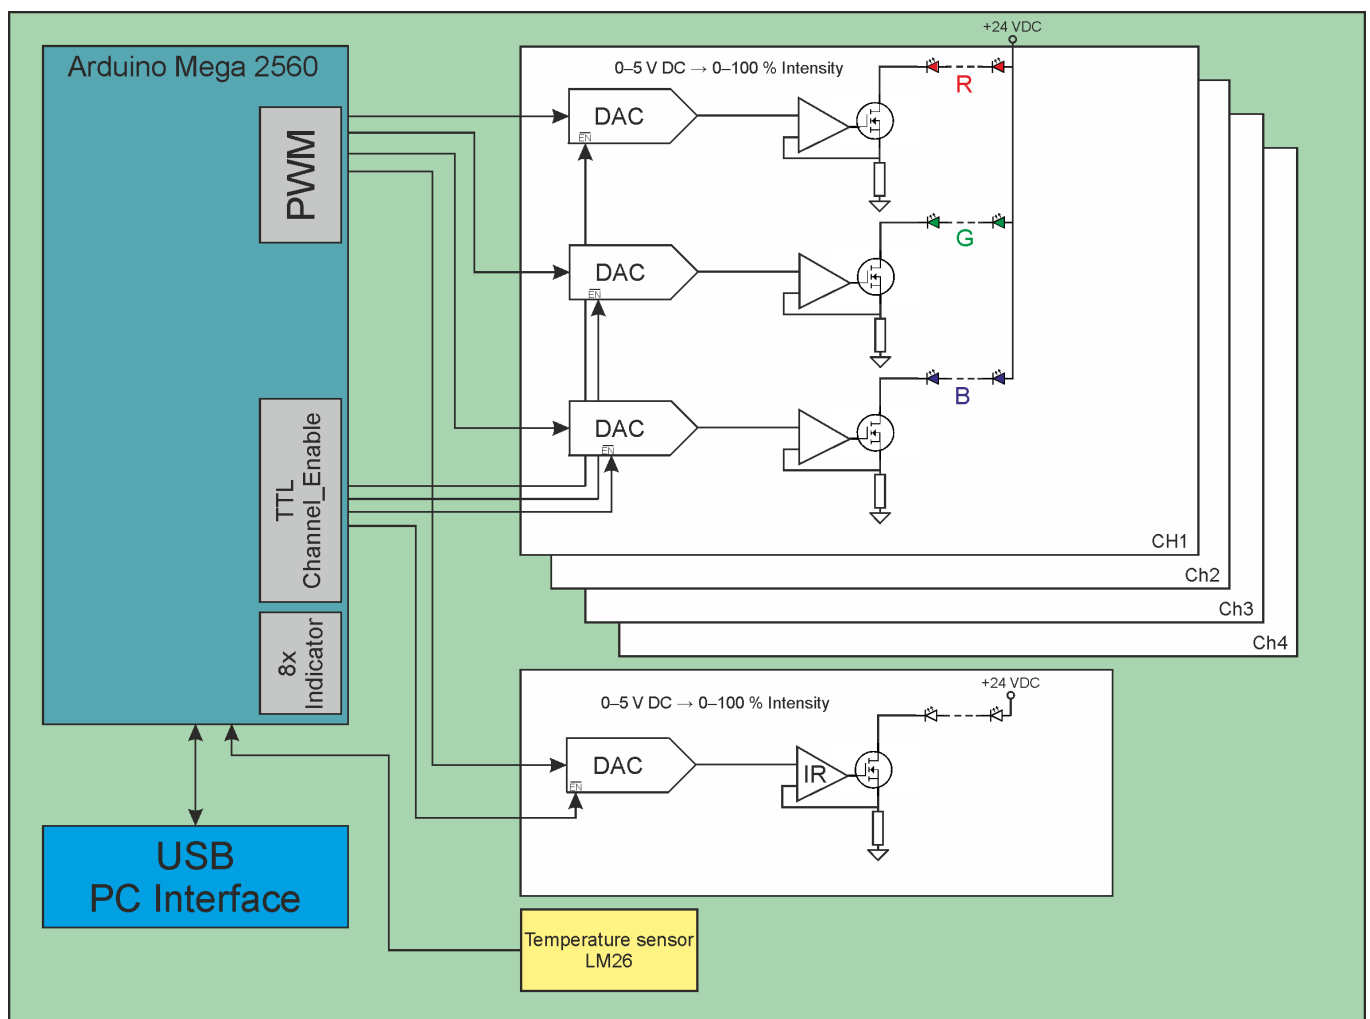 Arduino Mega 2560
PWM
TTL
Channel_Enable
8x
Indicator
USB
PC Interface
+24 VDC
0–5 V DC → 0–100 % Intensity
DAC
EN
R
DAC
EN
G
DAC
EN
B
CH1
Ch2
Ch3
Ch4
+24 VDC
0–5 V DC → 0–100 % Intensity
DAC
EN
IR
Temperature sensor
LM26